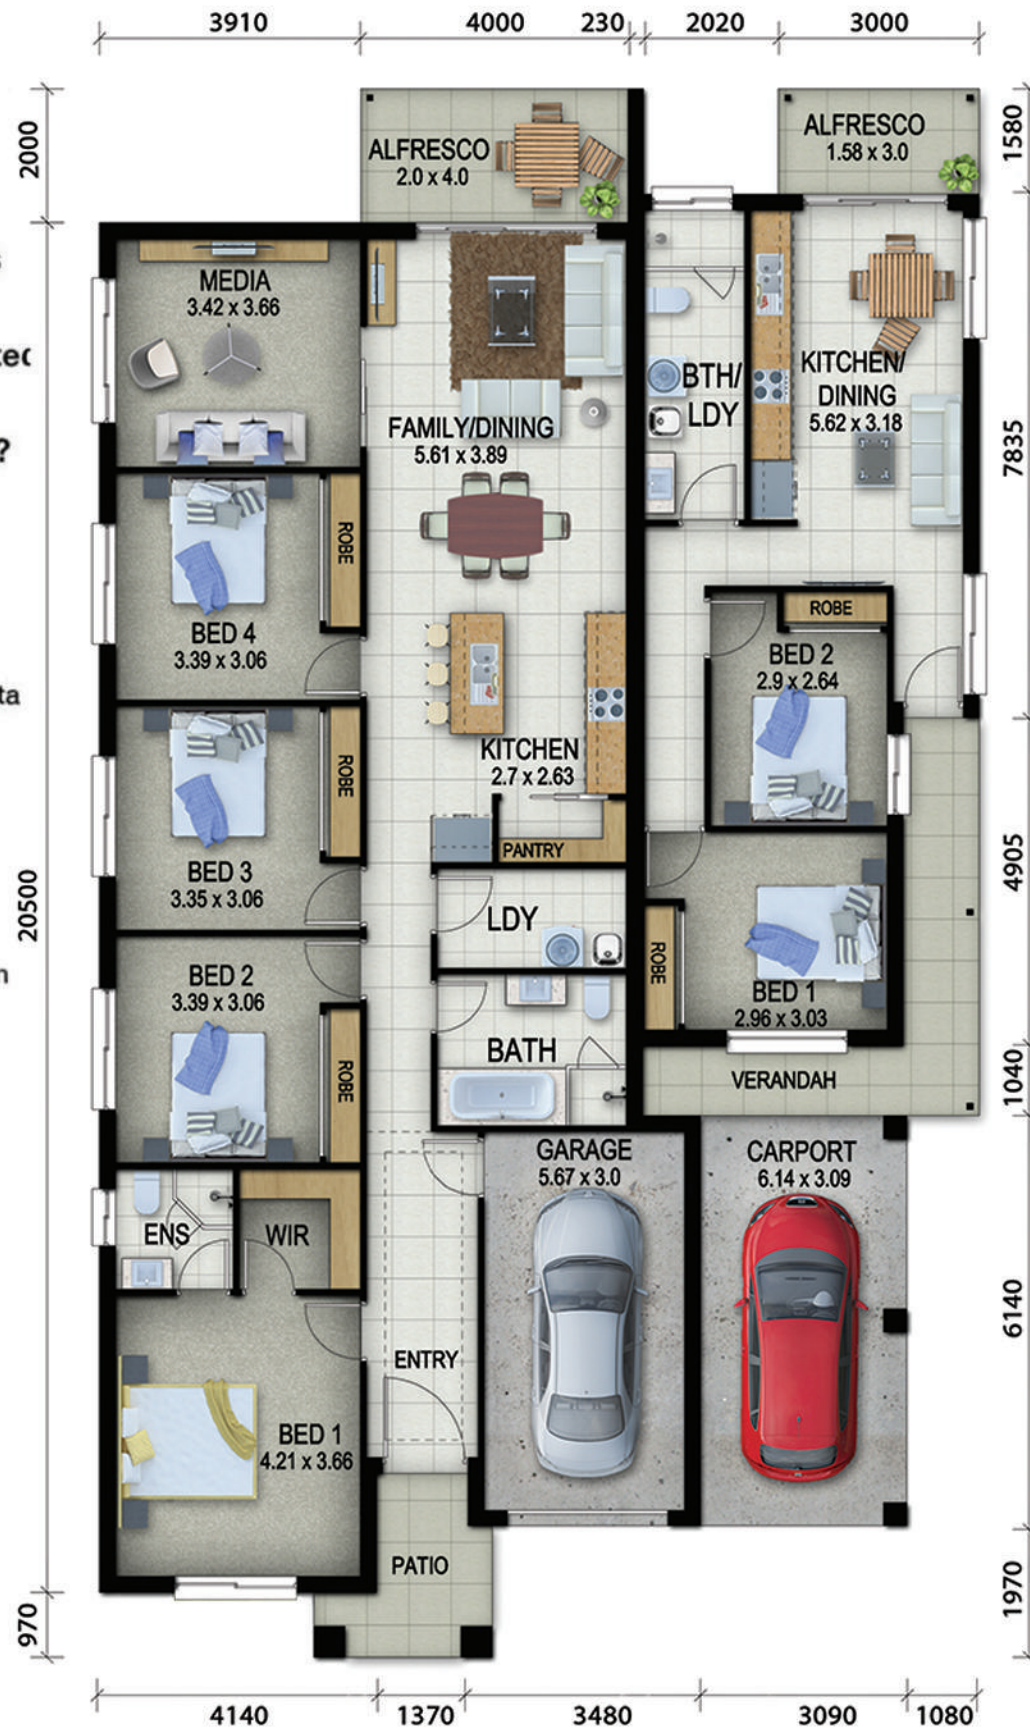 3910
4000
230
2020
3000
2000
20500
970
1580
7835
4905
1040
6140
1970
ALFRESCO
2.0 x 4.0
ALFRESCO
1.58 x 3.0
MEDIA
3.42 x 3.66
FAMILY/DINING
5.61 x 3.89
BTH/
LDY
KITCHEN/
DINING
5.62 x 3.18
?
ROBE
BED 4
3.39 x 3.06
ROBE
BED 2
2.9 x 2.64
ta
KITCHEN
2.7 x 2.63
ROBE
PANTRY
BED 3
3.35 x 3.06
LDY
ROBE
BED 1
2.96 x 3.03
n
BED 2
3.39 x 3.06
BATH
ROBE
VERANDAH
GARAGE
5.67 x 3.0
CARPORT
6.14 x 3.09
ENS
WIR
ENTRY
BED 1
4.21 x 3.66
PATIO
4140
1370
3480
3090
1080